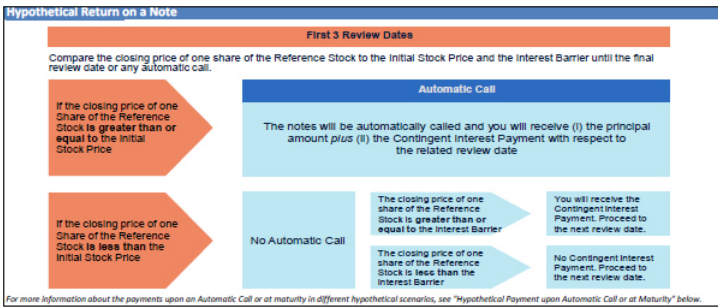 Hypothetical Return on a Note
First 3 Review Dates
Compare the closing price of one share of the Reference Stock to the Initial Stock Price and the Interest Barrier until the final
review date or any automatic call.
If the closing price of one
Share of the Reference
Stock is greater than or
equal to the Initial
Stock Price
Automatic Call
The notes will be automatically called and you will receive (i) the principal
amount plus (ii) the Contingent Interest Payment with respect to
the related review date
If the closing price of one
Share of the Reference
Stock is less than the
Initial Stock Price
No Automatic Call
The closing price of one
share of the Reference
Stock is greater than or
equal to the Interest Barrier
You will receive the
Contingent Interest
Payment. Proceed to
the next review date.
The closing price of one
share of the Reference
Stock is less than the
Interest Barrier
No Contingent Interest
Payment. Proceed to
the next review date.
For more information about the payments upon an Automatic Call or at maturity in different hypothetical scenarios, see "Hypothetical Payment upon Automatic Call or at Maturity" below.